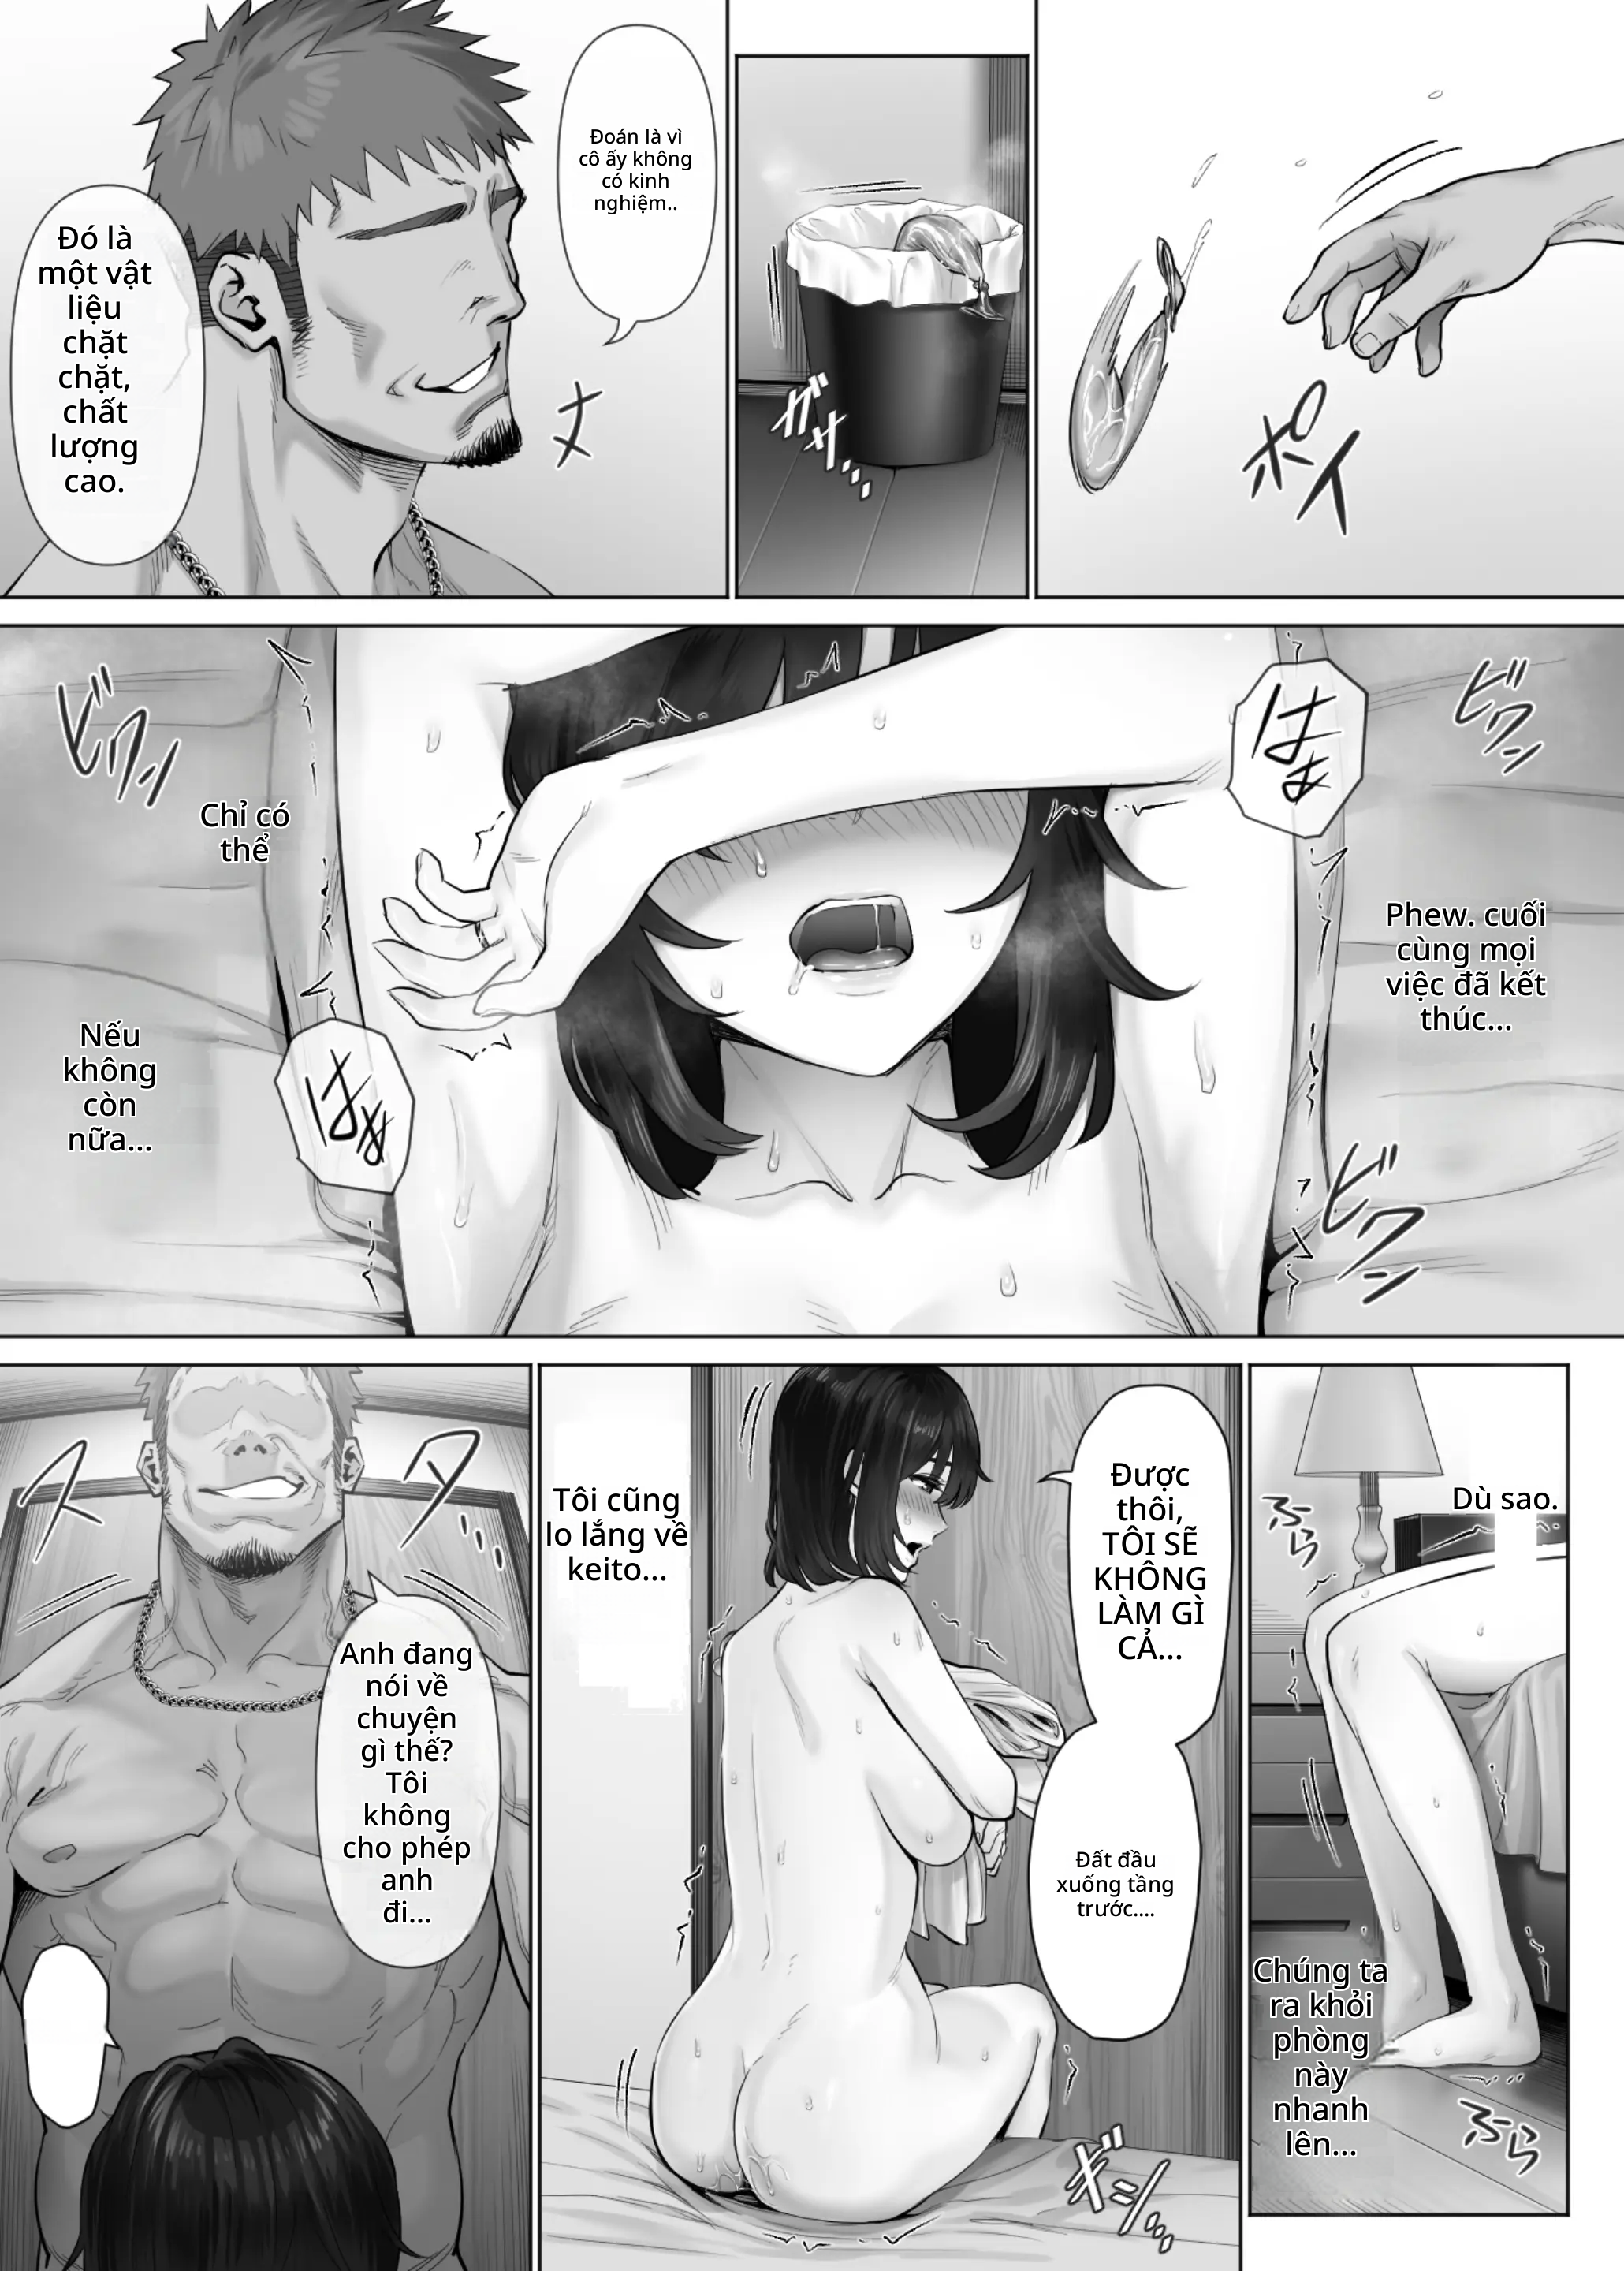 ポイ
ガサ…
Đoán là vì
cô ấy không
có kinh
nghiệm..
Đó là
một vật
liệu
chặt
chặt,
chất
lượng
cao.
ビクッ
はぁ
Phew. cuối
cùng mọi
việc đã kết
thúc...
ビクッ
ビクッ
Chỉ có
thể
はぁ
Nếu
không
còn
nữa...
Dù sao.
ふら
Chúng ta
ra khỏi
phòng
này
nhanh
lên...
ふら
Được
thôi,
TÔI SẼ
KHÔNG
LÀM GÌ
CẢ...
Đất đầu
xuống tầng
trước....
Tôi cũng
lo lắng về
keito...
ギシ…
スタ…
Anh đang
nói về
chuyện
gì thế?
Tôi
không
cho phép
anh
đi...